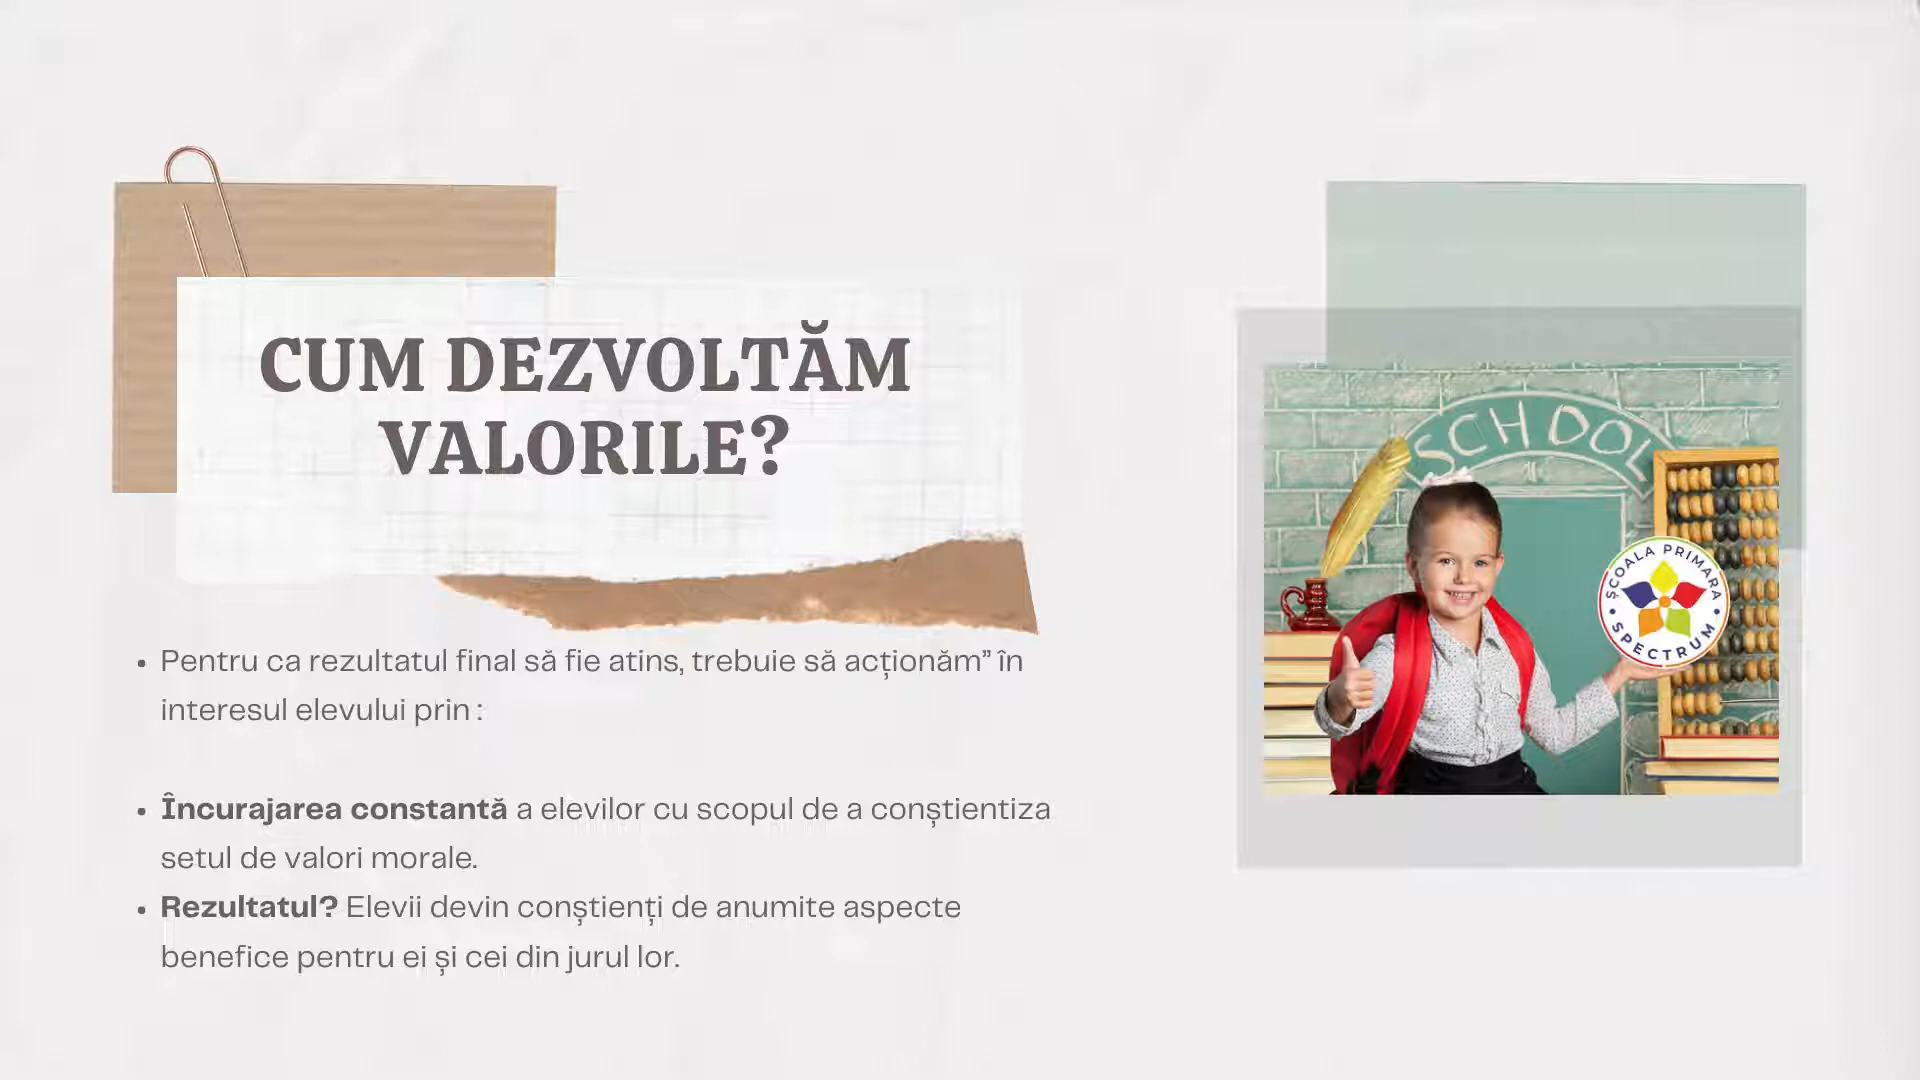 CUM DEZVOLTĂM
VALORILE?
• Pentru ca rezultatul final să fie atins, trebuie să acționăm” în
interesul elevului prin :
• Încurajarea constantă a elevilor cu scopul de a conștientiza
setul de valori morale.
• Rezultatul? Elevii devin conștienți de anumite aspecte
benefice pentru ei și cei din jurul lor.
SCHOOL
ȘCOALA PRIMARA
• SPECTRUM •